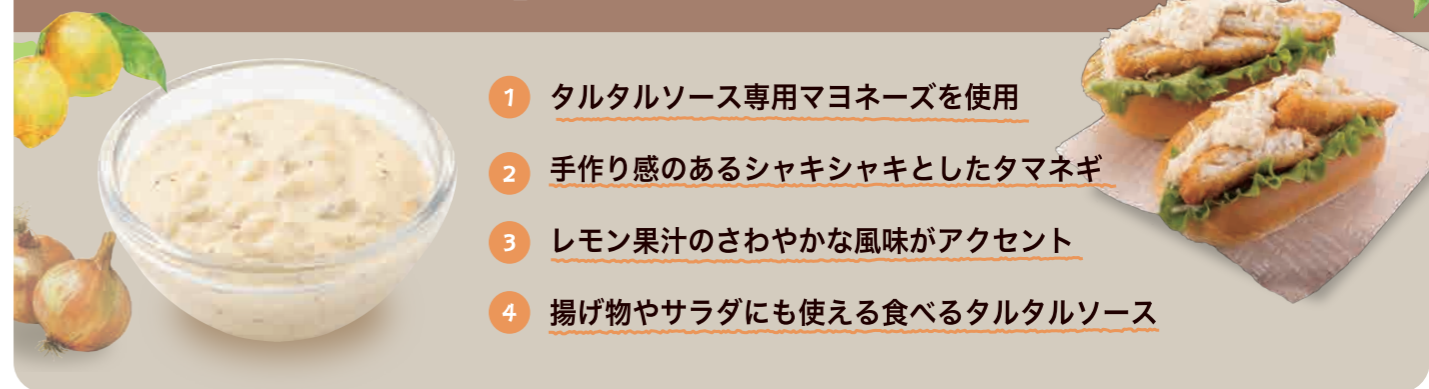 1 タルタルソース専用マヨネーズを使用
2 手作り感のあるシャキシャキとしたタマネギ
3 レモン果汁のさわやかな風味がアクセント
4 揚げ物やサラダにも使える食べるタルタルソース